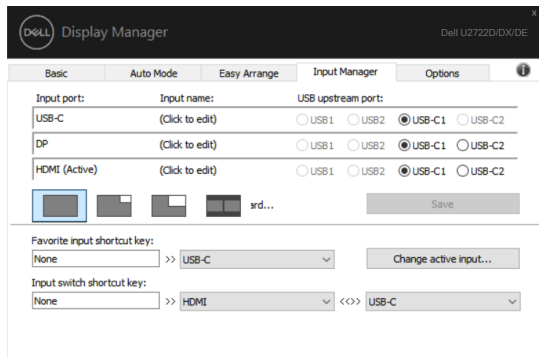 x
DELL Display Manager Dell U2722D/DX/DE
Basic Auto Mode Easy Arrange Input Manager Options i
Input port: Input name: USB upstream port:
USB-C (Click to edit) USB1 USB2 USB-C1 USB-C2
DP (Click to edit) USB1 USB2 USB-C1 USB-C2
HDMI (Active) (Click to edit) USB1 USB2 USB-C1 USB-C2
ard... Save
Favorite input shortcut key:
None >> USB-C Change active input...
Input switch shortcut key:
None >> HDMI <<>> USB-C